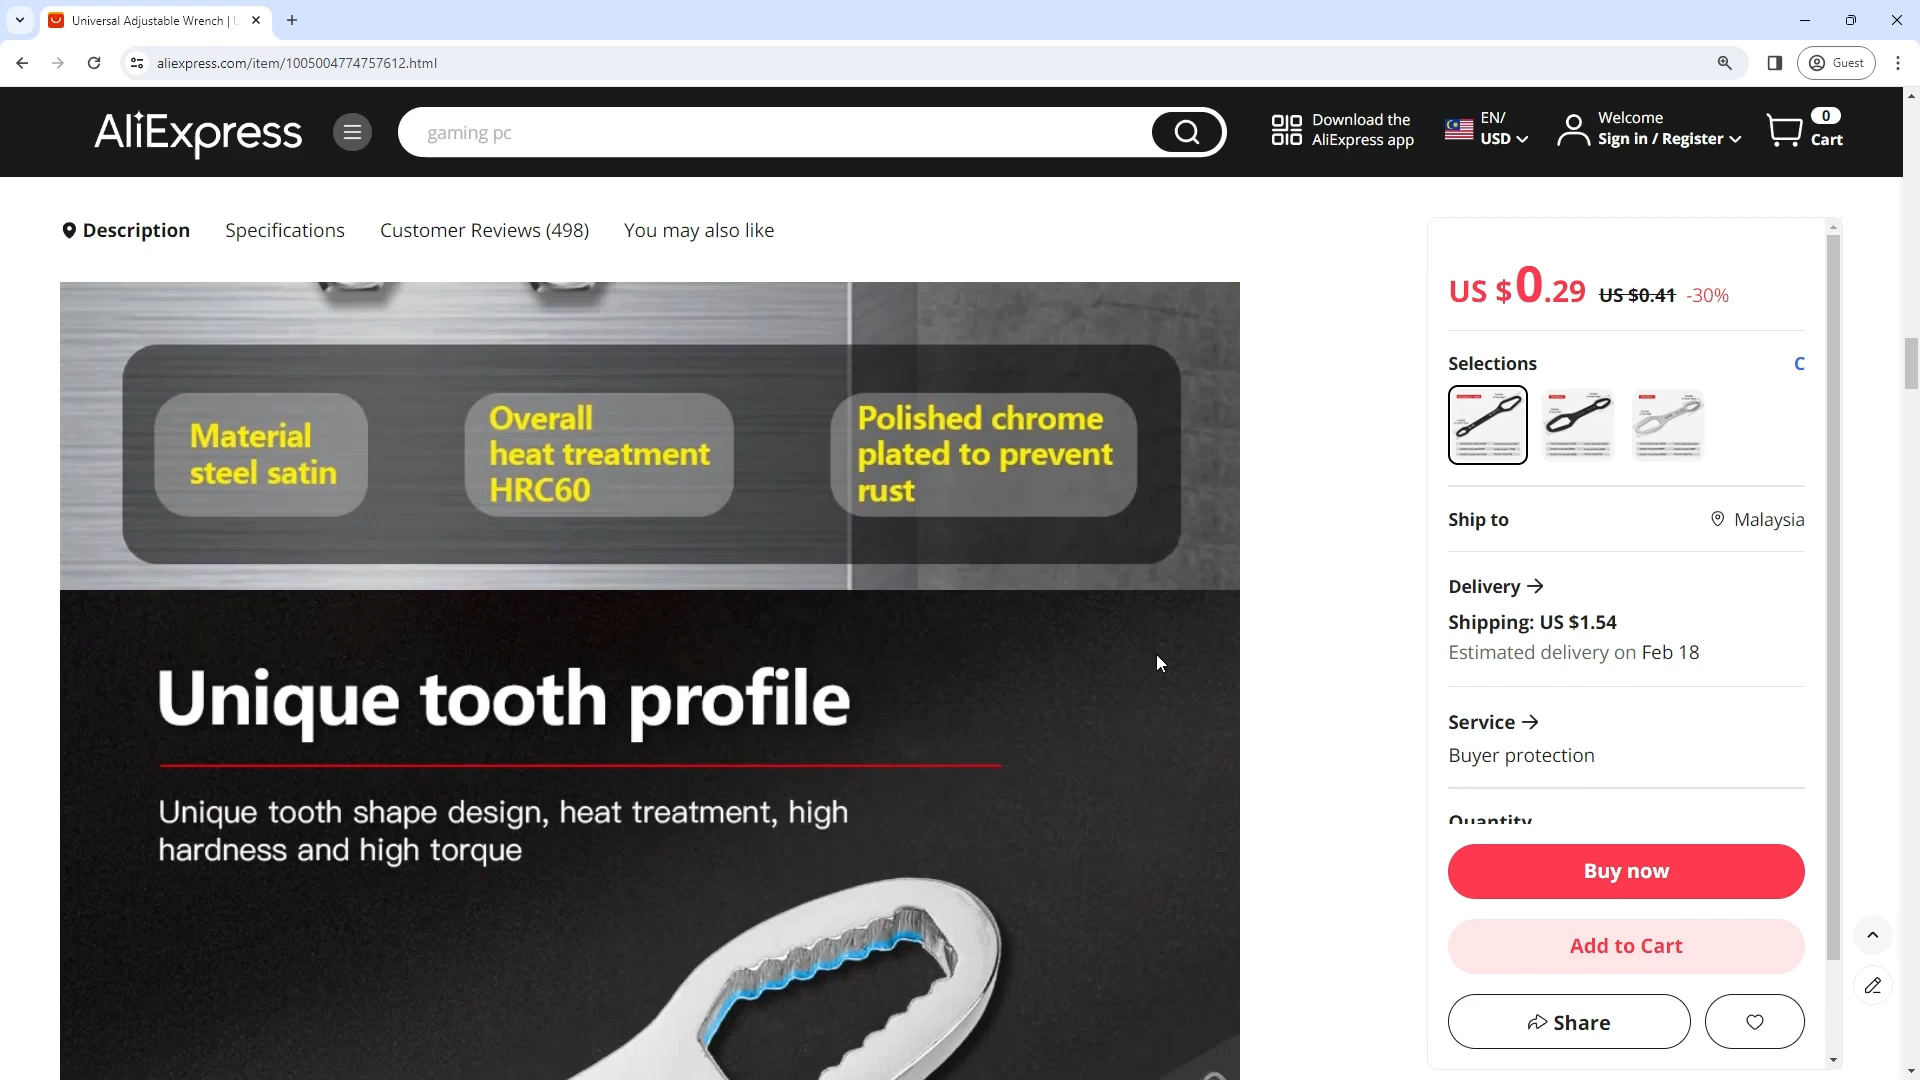 Universal Adjustable Wrench |
aliexpress.com/item/1005004774757612.html
Guest
AliExpress
gaming pc
Download the
AliExpress app
EN/
USD
Welcome
Sign in / Register
0
Cart
Description
Specifications
Customer Reviews (498)
You may also like
Material
steel satin
Overall
heat treatment
HRC60
Polished chrome
plated to prevent
rust
Unique tooth profile
Unique tooth shape design, heat treatment, high
hardness and high torque
US $0.29 US $0.41 -30%
Selections
C
Ship to
Malaysia
Delivery
Shipping: US $1.54
Estimated delivery on Feb 18
Service
Buyer protection
Quantity
Buy now
Add to Cart
Share